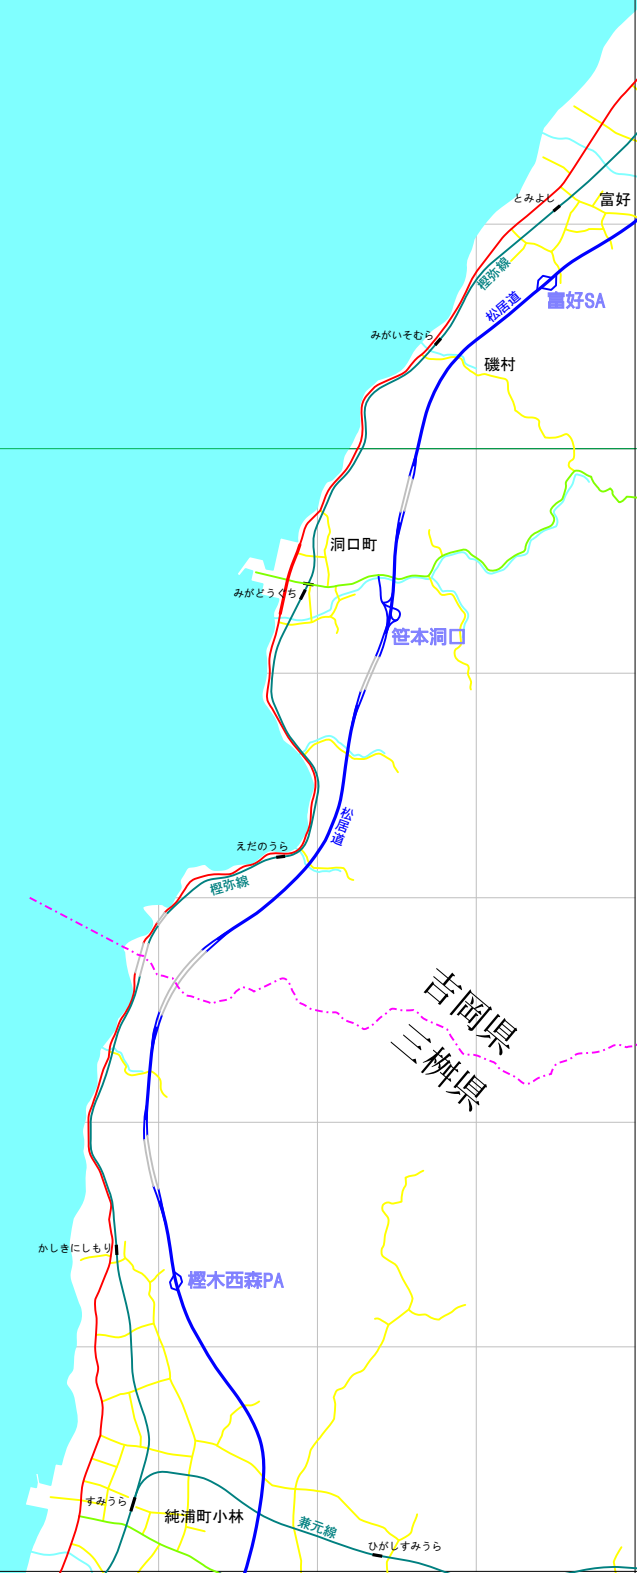 とみよし
富好
樫弥線
松居道
富好SA
みがいそむら
磯村
洞口町
みがどうぐち
笹本洞口
松居道
えだのうら
樫弥線
吉岡県
三桝県
かしきにしもり
樫木西森PA
すみうら
純浦町小林
兼元線
ひがしすみうら